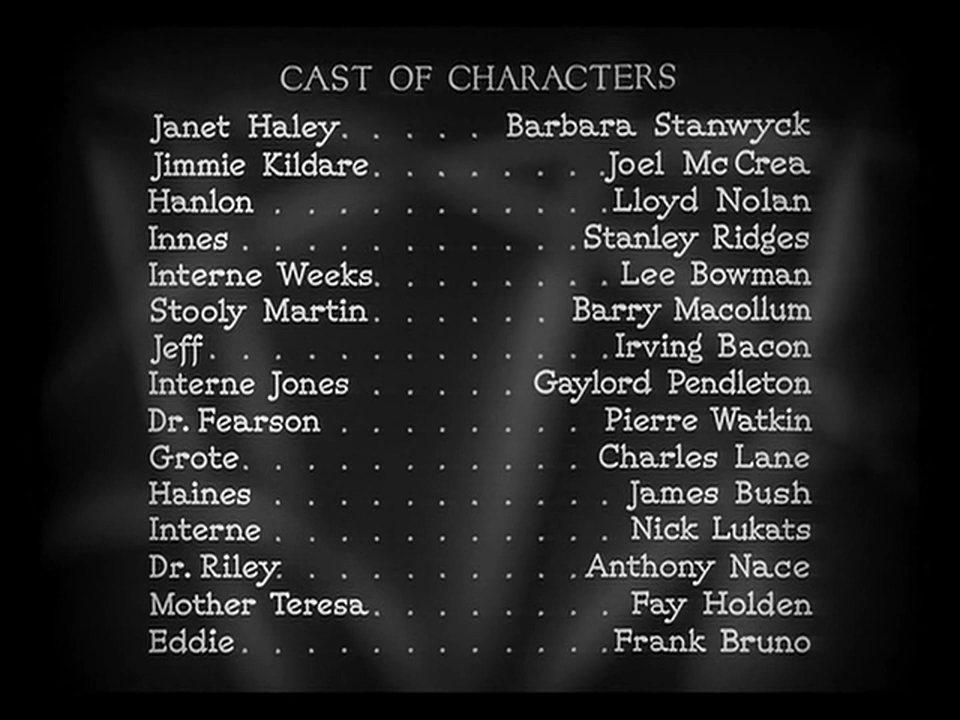 CAST OF CHARACTERS
Janet Haley. . . . . Barbara Stanwyck
Jimmie Kildare. . . . . . . .Joel McCrea
Hanlon . . . . . . . . . . .Lloyd Nolan
Innes . . . . . . . . . . .Stanley Ridges
Interne Weeks. . . . . . . . Lee Bowman
Stooly Martin. . . . . . Barry Macollum
Jeff. . . . . . . . . . . . .Irving Bacon
Interne Jones . . . . . Gaylord Pendleton
Dr. Fearson . . . . . . . . Pierre Watkin
Grote. . . . . . . . . . . Charles Lane
Haines . . . . . . . . . . . James Bush
Interne . . . . . . . . . . . Nick Lukats
Dr. Riley. . . . . . . . . .Anthony Nace
Mother Teresa. . . . . . . . Fay Holden
Eddie. . . . . . . . . . . .Frank Bruno